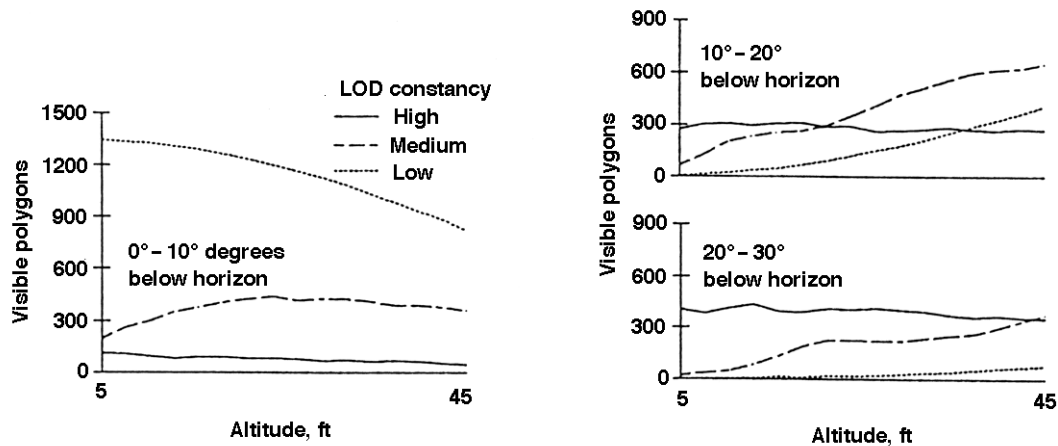 LOD constancy
High
Medium
Low
1500
1200
900
600
300
0
Visible polygons
0°– 10° degrees
below horizon
5
45
Altitude, ft
900
600
300
0
10°– 20°
below horizon
Visible polygons
900
600
300
0
20°– 30°
below horizon
5
45
Altitude, ft